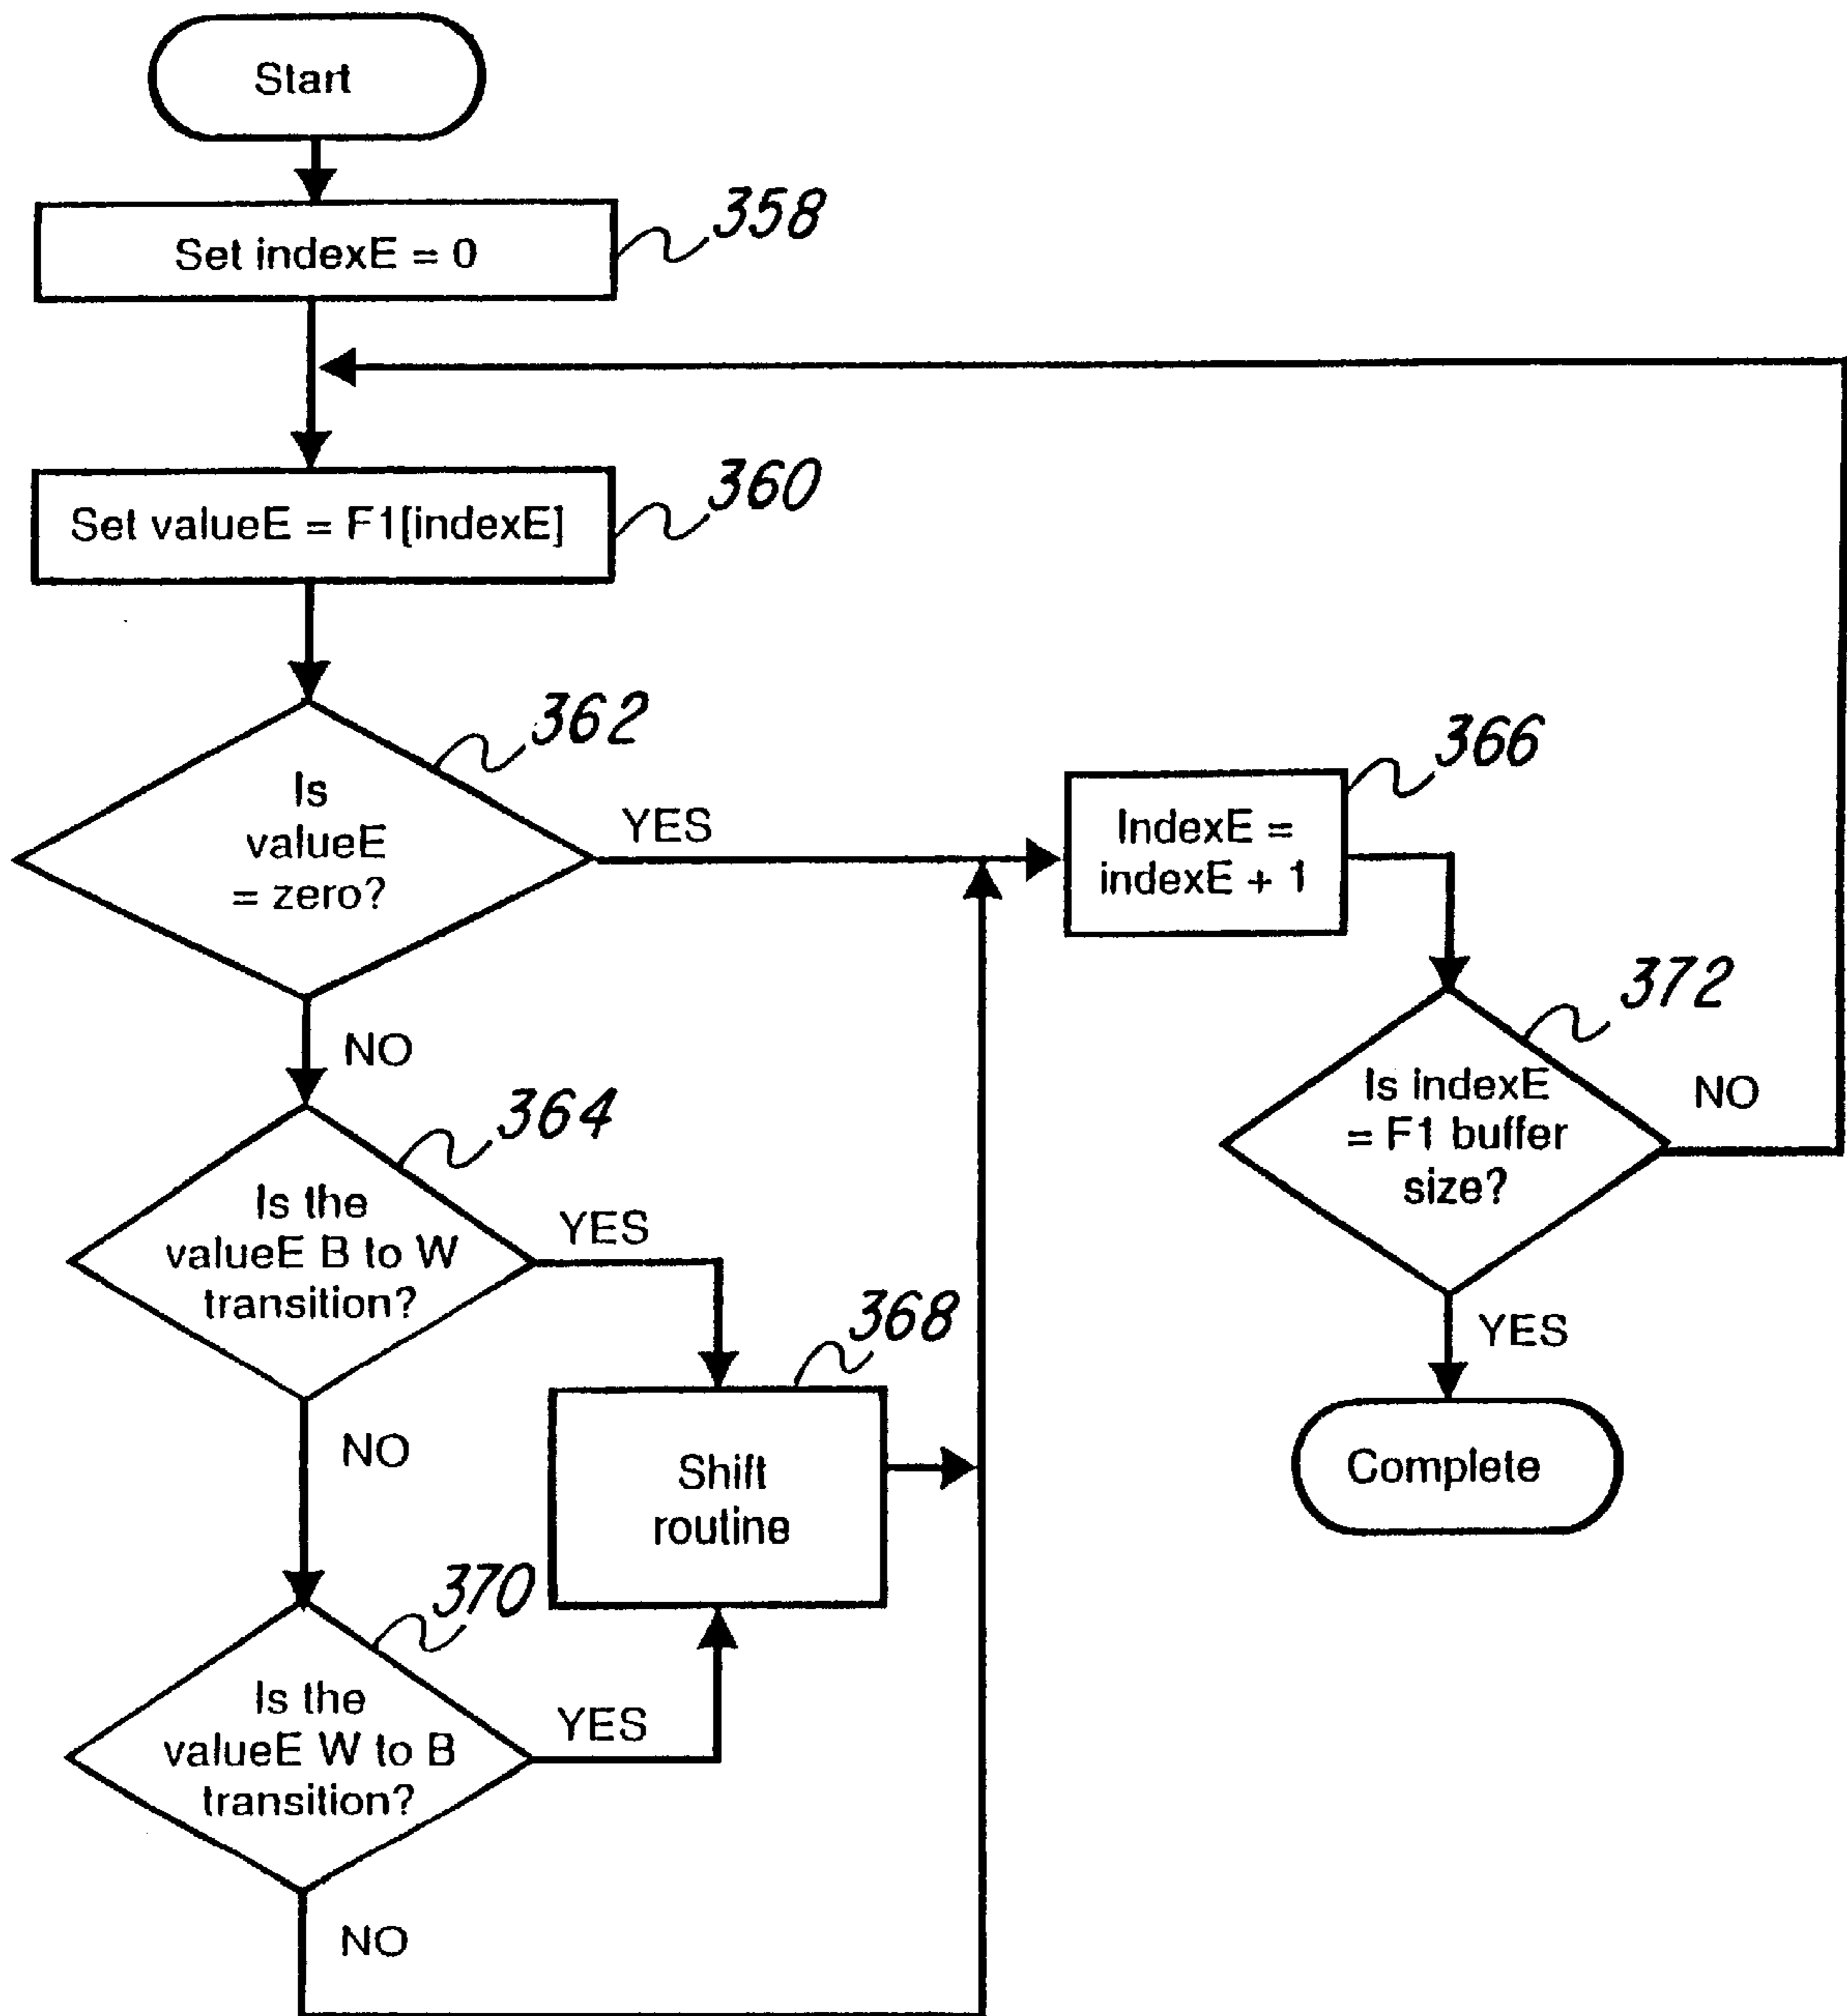 Start
Set indexE = 0
358
Set valueE = F1[indexE]
360
Is
valueE
= zero?
362
YES
NO
IndexE =
indexE + 1
366
Is indexE
= F1 buffer
size?
372
NO
YES
Complete
Is the
valueE B to W
transition?
364
YES
NO
Shift
routine
368
Is the
valueE W to B
transition?
370
YES
NO